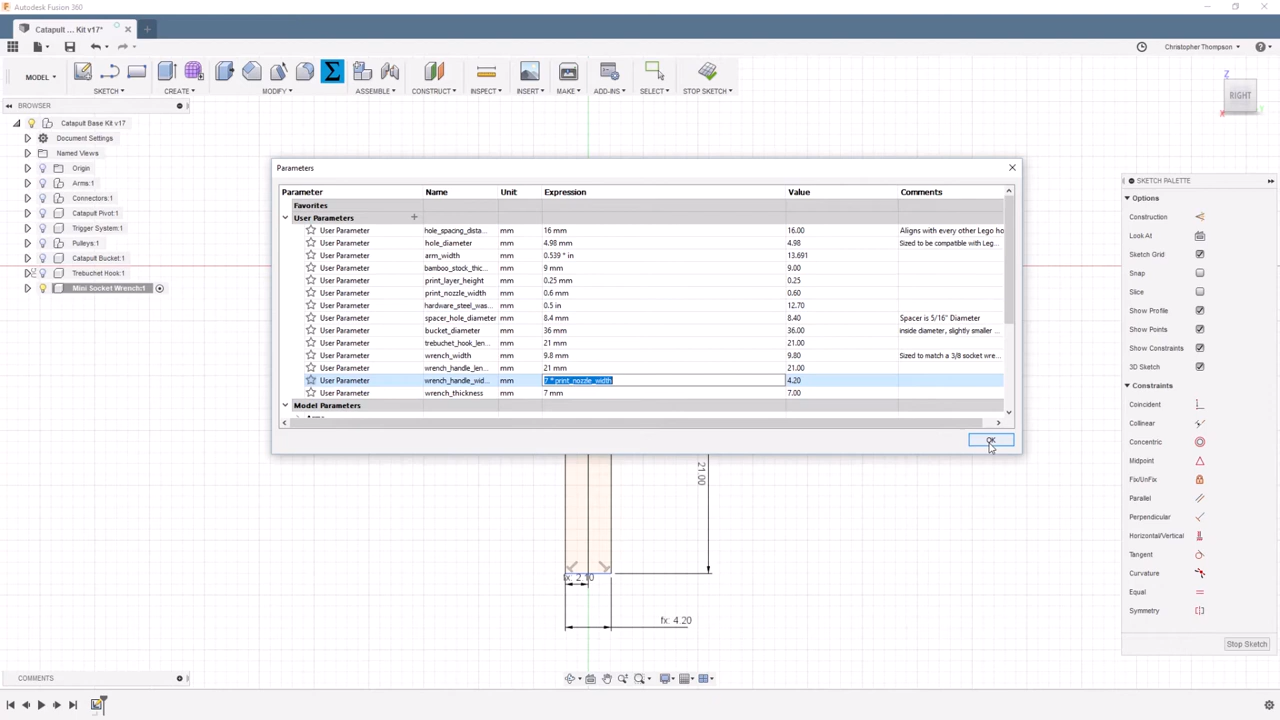 Autodesk Fusion 360
Catapult ... Kit v17*
Christopher Thompson
MODEL
SKETCH
CREATE
MODIFY
ASSEMBLE
CONSTRUCT
INSPECT
INSERT
MAKE
ADD-INS
SELECT
STOP SKETCH
BROWSER
Catapult Base Kit v17
Document Settings
Named Views
Origin
Arms:1
Connectors:1
Catapult Pivot:1
Trigger System:1
Pulleys:1
Catapult Bucket:1
Trebuchet Hook:1
Mini Socket Wrench:1
Z
RIGHT
X
Y
Parameters
Parameter Name Unit Expression Value Comments
Favorites
User Parameters
User Parameter hole_spacing_dista... mm 16 mm 16.00 Aligns with every other Lego ho
User Parameter hole_diameter mm 4.98 mm 4.98 Sized to be compatible with Leg...
User Parameter arm_width mm 0.539 * in 13.691
User Parameter bamboo_stock_thic... mm 9 mm 9.00
User Parameter print_layer_height mm 0.25 mm 0.25
User Parameter print_nozzle_width mm 0.6 mm 0.60
User Parameter hardware_steel_was... mm 0.5 in 12.70
User Parameter spacer_hole_diameter mm 8.4 mm 8.40 Spacer is 5/16" Diameter
User Parameter bucket_diameter mm 36 mm 36.00 inside diameter, slightly smaller ...
User Parameter trebuchet_hook_len... mm 21 mm 21.00
User Parameter wrench_width mm 9.8 mm 9.80 Sized to match a 3/8 socket wre...
User Parameter wrench_handle_len... mm 21 mm 21.00
User Parameter wrench_handle_wid... mm 7 * print_nozzle_width 4.20
User Parameter wrench_thickness mm 7 mm 7.00
Model Parameters
OK
21.00
fx: 2.10
fx: 4.20
SKETCH PALETTE
Options
Construction
Look At
Sketch Grid
Snap
Slice
Show Profile
Show Points
Show Constraints
3D Sketch
Constraints
Coincident
Collinear
Concentric
Midpoint
Fix/UnFix
Parallel
Perpendicular
Horizontal/Vertical
Tangent
Curvature
Equal
Symmetry
Stop Sketch
COMMENTS